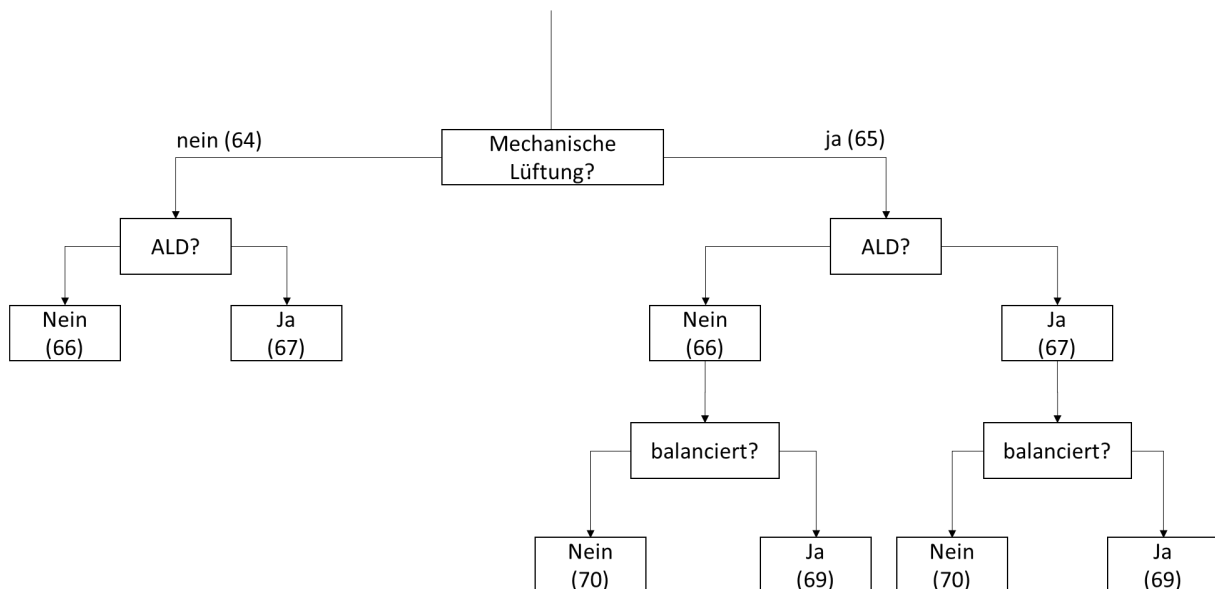 nein (64)
Mechanische
Lüftung?
ja (65)
ALD?
ALD?
Nein
(66)
Ja
(67)
Nein
(66)
Ja
(67)
balanciert?
balanciert?
Nein
(70)
Ja
(69)
Nein
(70)
Ja
(69)